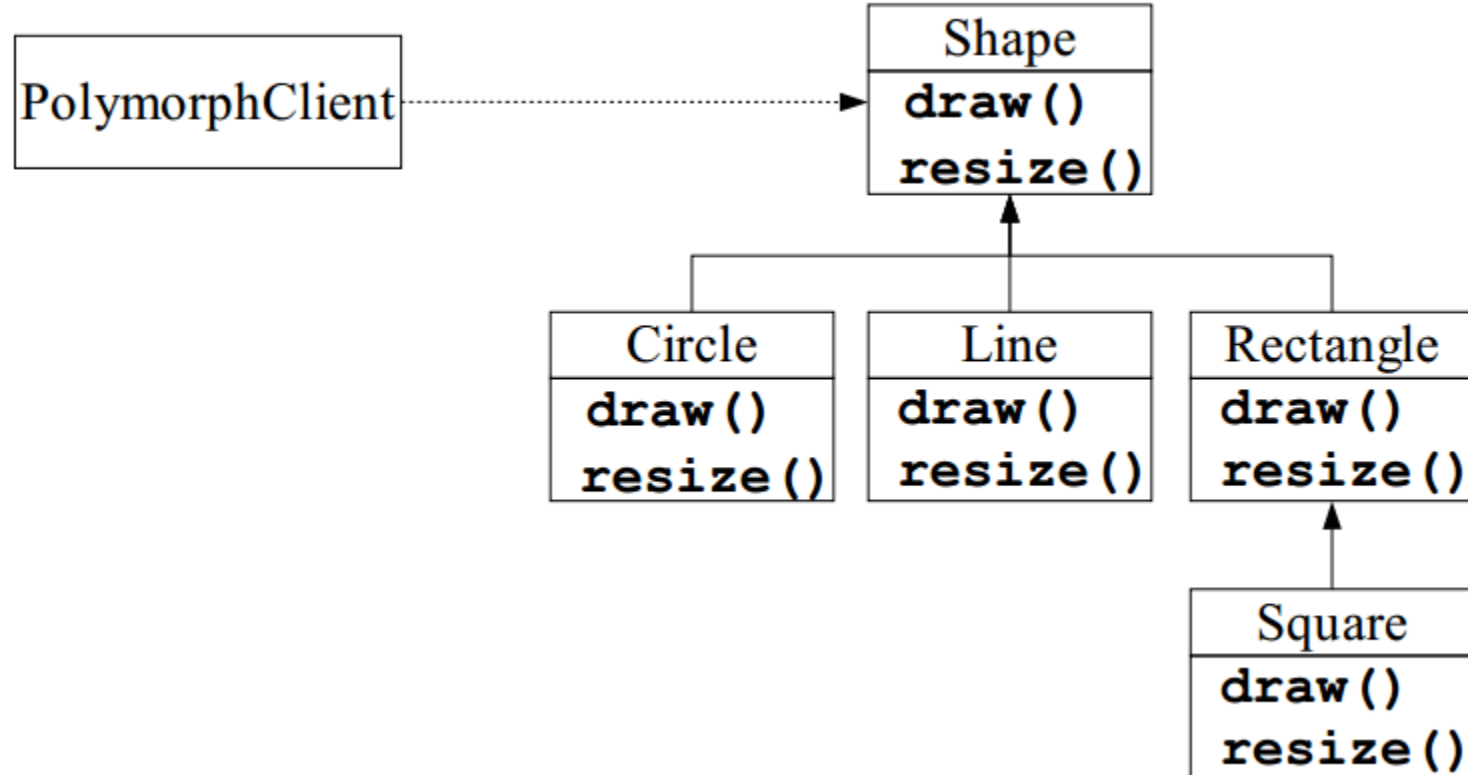 Shape
PolymorphClient
draw()
resize()
Circle
draw()
resize()
Line
draw()
resize()
Rectangle
draw()
resize()
Square
draw()
resize()